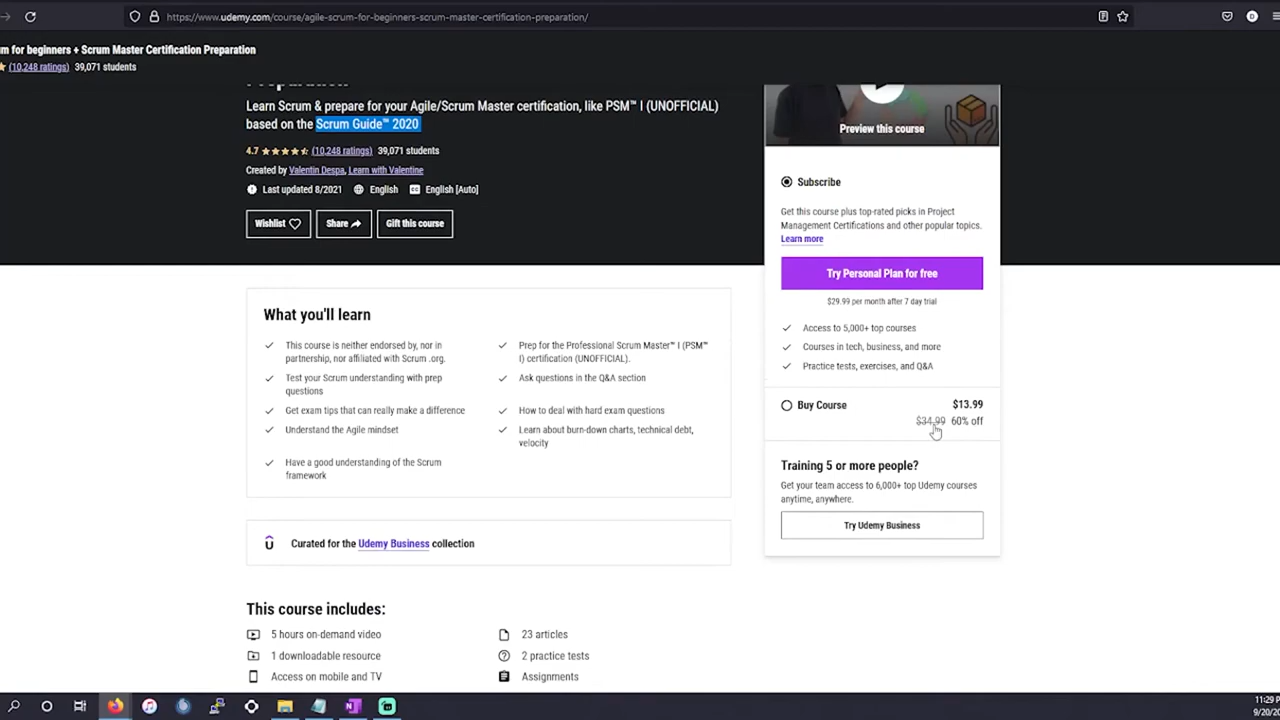 https://www.udemy.com/course/agile-scrum-for-beginners-scrum-master-certification-preparation/
um for beginners + Scrum Master Certification Preparation
(10,248 ratings) 39,071 students
Learn Scrum & prepare for your Agile/Scrum Master certification, like PSM™ I (UNOFFICIAL)
based on the Scrum Guide™ 2020
4.7 (10,248 ratings) 39,071 students
Created by Valentin Despa, Learn with Valentine
Last updated 8/2021 English English [Auto]
Wishlist Share Gift this course
Preview this course
Subscribe
Get this course plus top-rated picks in Project
Management Certifications and other popular topics.
Learn more
Try Personal Plan for free
$29.99 per month after 7 day trial
Access to 5,000+ top courses
Courses in tech, business, and more
Practice tests, exercises, and Q&A
Buy Course $13.99
$34.99 60% off
Training 5 or more people?
Get your team access to 6,000+ top Udemy courses
anytime, anywhere.
Try Udemy Business
What you'll learn
This course is neither endorsed by, nor in
partnership, nor affiliated with Scrum .org.
Test your Scrum understanding with prep
questions
Get exam tips that can really make a difference
Understand the Agile mindset
Have a good understanding of the Scrum
framework
Prep for the Professional Scrum Master™ I (PSM™
I) certification (UNOFFICIAL).
Ask questions in the Q&A section
How to deal with hard exam questions
Learn about burn-down charts, technical debt,
velocity
Curated for the Udemy Business collection
This course includes:
5 hours on-demand video
1 downloadable resource
Access on mobile and TV
23 articles
2 practice tests
Assignments
11:29 P
9/20/20